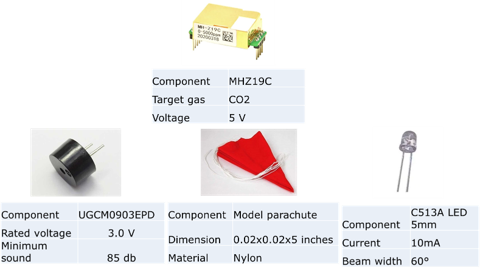 MH-Z19C
0-5000ppm
20200318
Component MHZ19C
Target gas CO2
Voltage 5 V
Component UGCM0903EPD
Rated voltage 3.0 V
Minimum
sound 85 db
Component Model parachute
Dimension 0.02x0.02x5 inches
Material Nylon
Component C513A LED
5mm
Current 10mA
Beam width 60°